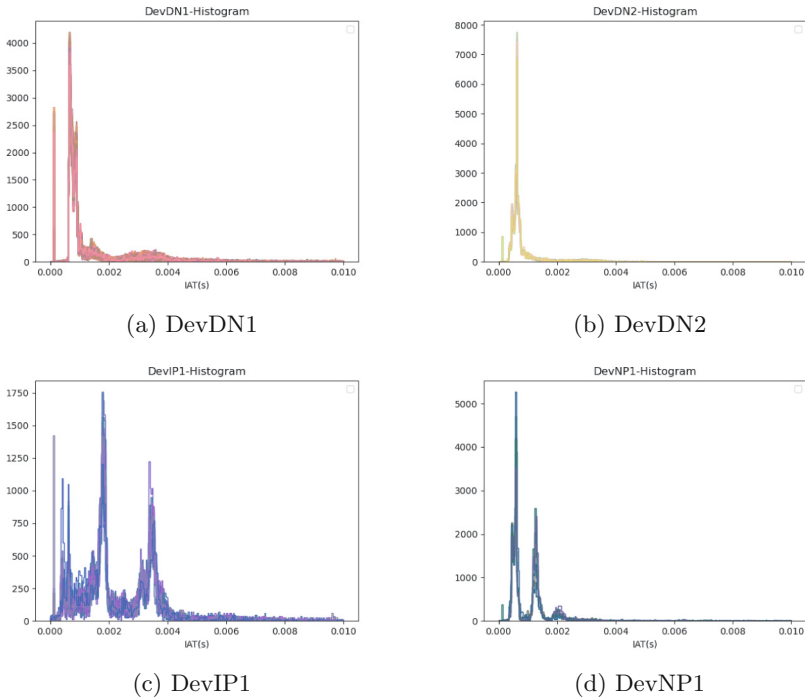 DevDN1-Histogram
4000
3500
3000
2500
2000
1500
1000
500
0
0.000 0.002 0.004 0.006 0.008 0.010
IAT(s)
(a) DevDN1
DevDN2-Histogram
8000
7000
6000
5000
4000
3000
2000
1000
0
0.000 0.002 0.004 0.006 0.008 0.010
IAT(s)
(b) DevDN2
DevIP1-Histogram
1750
1500
1250
1000
750
500
250
0
0.000 0.002 0.004 0.006 0.008 0.010
IAT(s)
(c) DevIP1
DevNP1-Histogram
5000
4000
3000
2000
1000
0
0.000 0.002 0.004 0.006 0.008 0.010
IAT(s)
(d) DevNP1